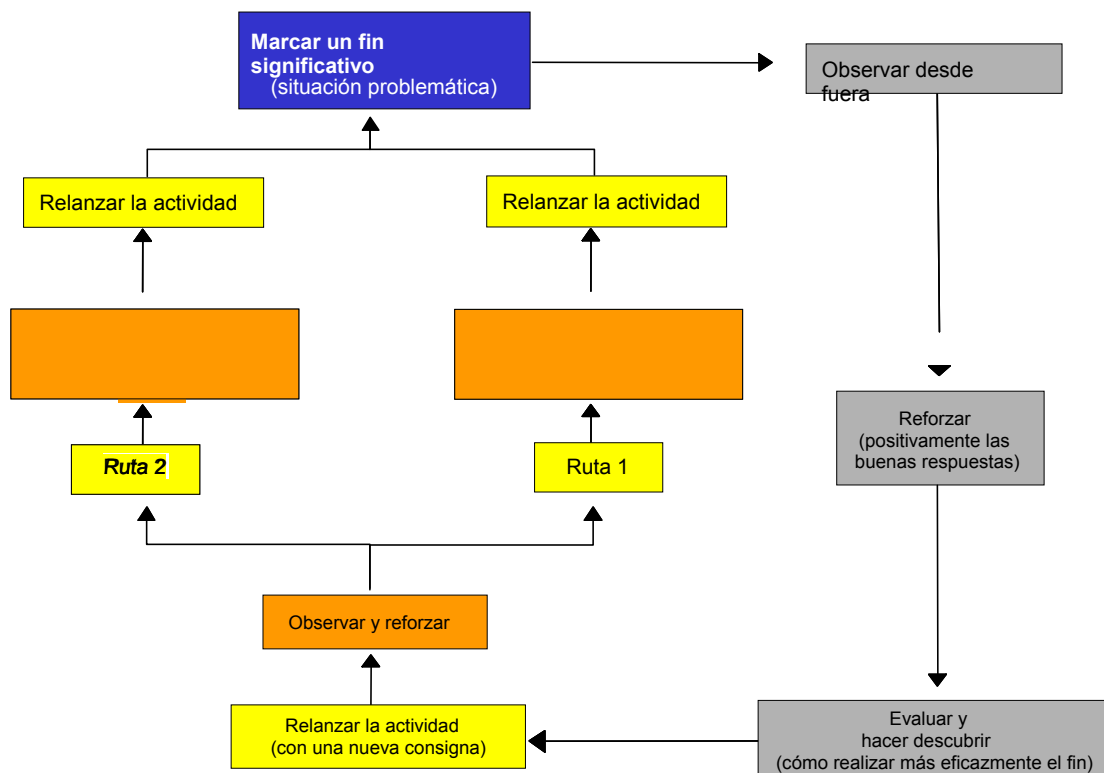 Marcar un fin
significativo
(situación problemática)
Observar desde
fuera
Relanzar la actividad
Relanzar la actividad
Reforzar
(positivamente las
buenas respuestas)
Ruta 2
Ruta 1
Observar y reforzar
Relanzar la actividad
(con una nueva consigna)
Evaluar y
hacer descubrir
(cómo realizar más eficazmente el fin)